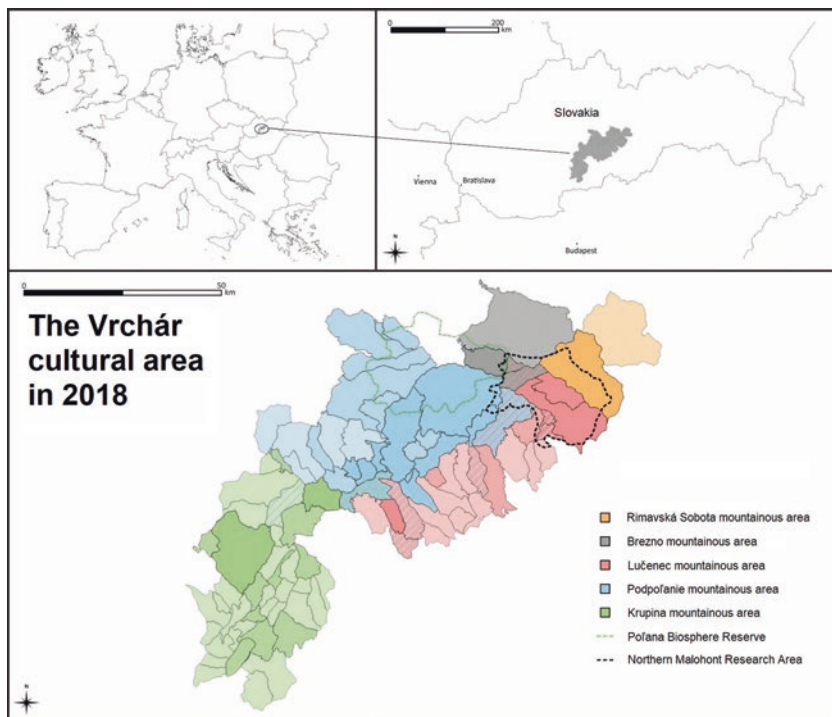 0 200
km
Slovakia
Vienna
Bratislava
Budapest
N
0 50
km
The Vrchár
cultural area
in 2018
Rimavská Sobota mountainous area
Brezno mountainous area
Lučenec mountainous area
Podpoľanie mountainous area
Krupina mountainous area
Poľana Biosphere Reserve
Northern Malohont Research Area
N